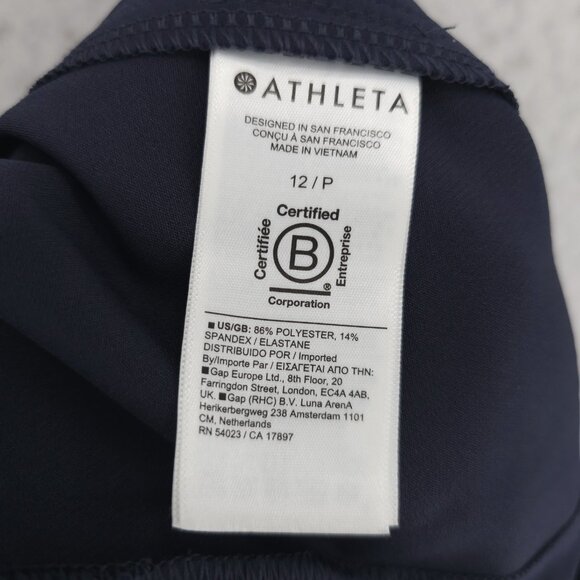 ATHLETA
DESIGNED IN SAN FRANCISCO
CONÇU À SAN FRANCISCO
MADE IN VIETNAM
12 / P
Certified
Certifiée
B
Entreprise
®
Corporation
■ US/GB: 86% POLYESTER, 14%
SPANDEX / ELASTANE
DISTRIBUIDO POR / Imported
By/Importe Par / ΕΙΣΑΓΕΤΑΙ ΑΠΟ ΤΗΝ:
■Gap Europe Ltd., 8th Floor, 20
Farringdon Street, London, EC4A 4AB,
UK. ■Gap (RHC) B.V. Luna ArenA
Herikerbergweg 238 Amsterdam 1101
CM, Netherlands
RN 54023 / CA 17897